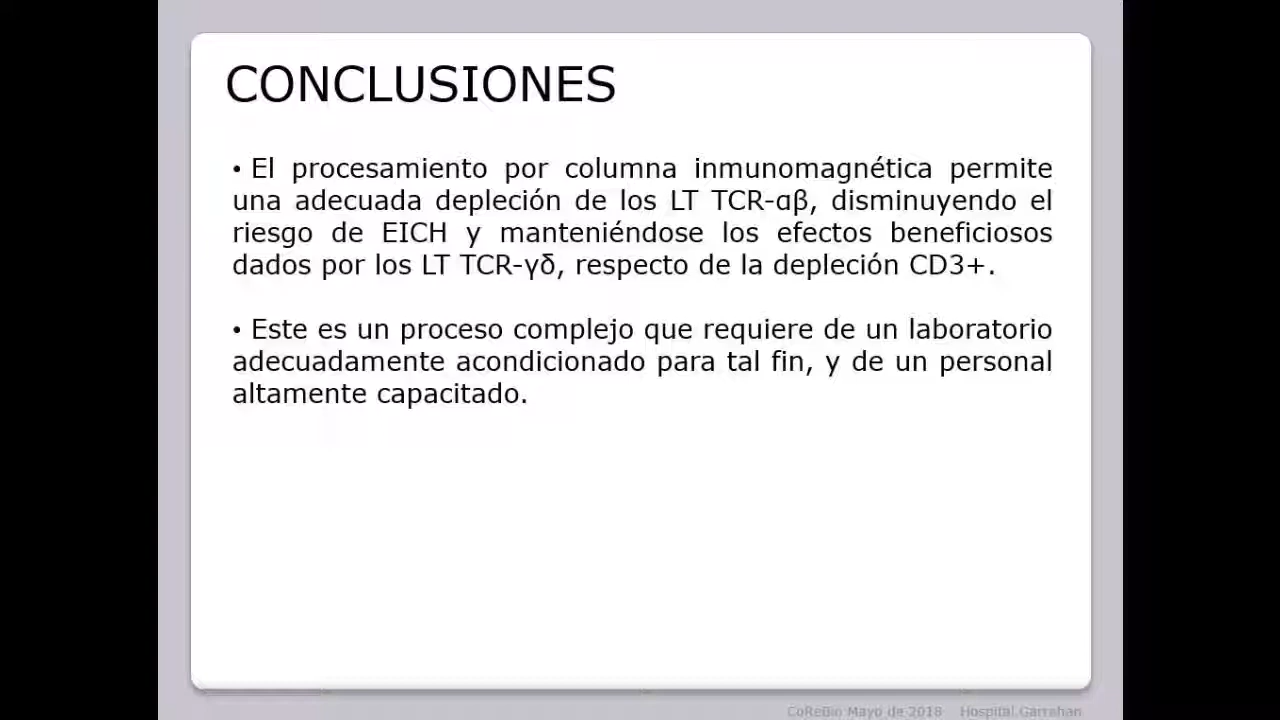 CONCLUSIONES
• El procesamiento por columna inmunomagnética permite
una adecuada depleción de los LT TCR-αβ, disminuyendo el
riesgo de EICH y manteniéndose los efectos beneficiosos
dados por los LT TCR-γδ, respecto de la depleción CD3+.
• Este es un proceso complejo que requiere de un laboratorio
adecuadamente acondicionado para tal fin, y de un personal
altamente capacitado.
CoReBio Mayo de 2018 Hospital Garrahan